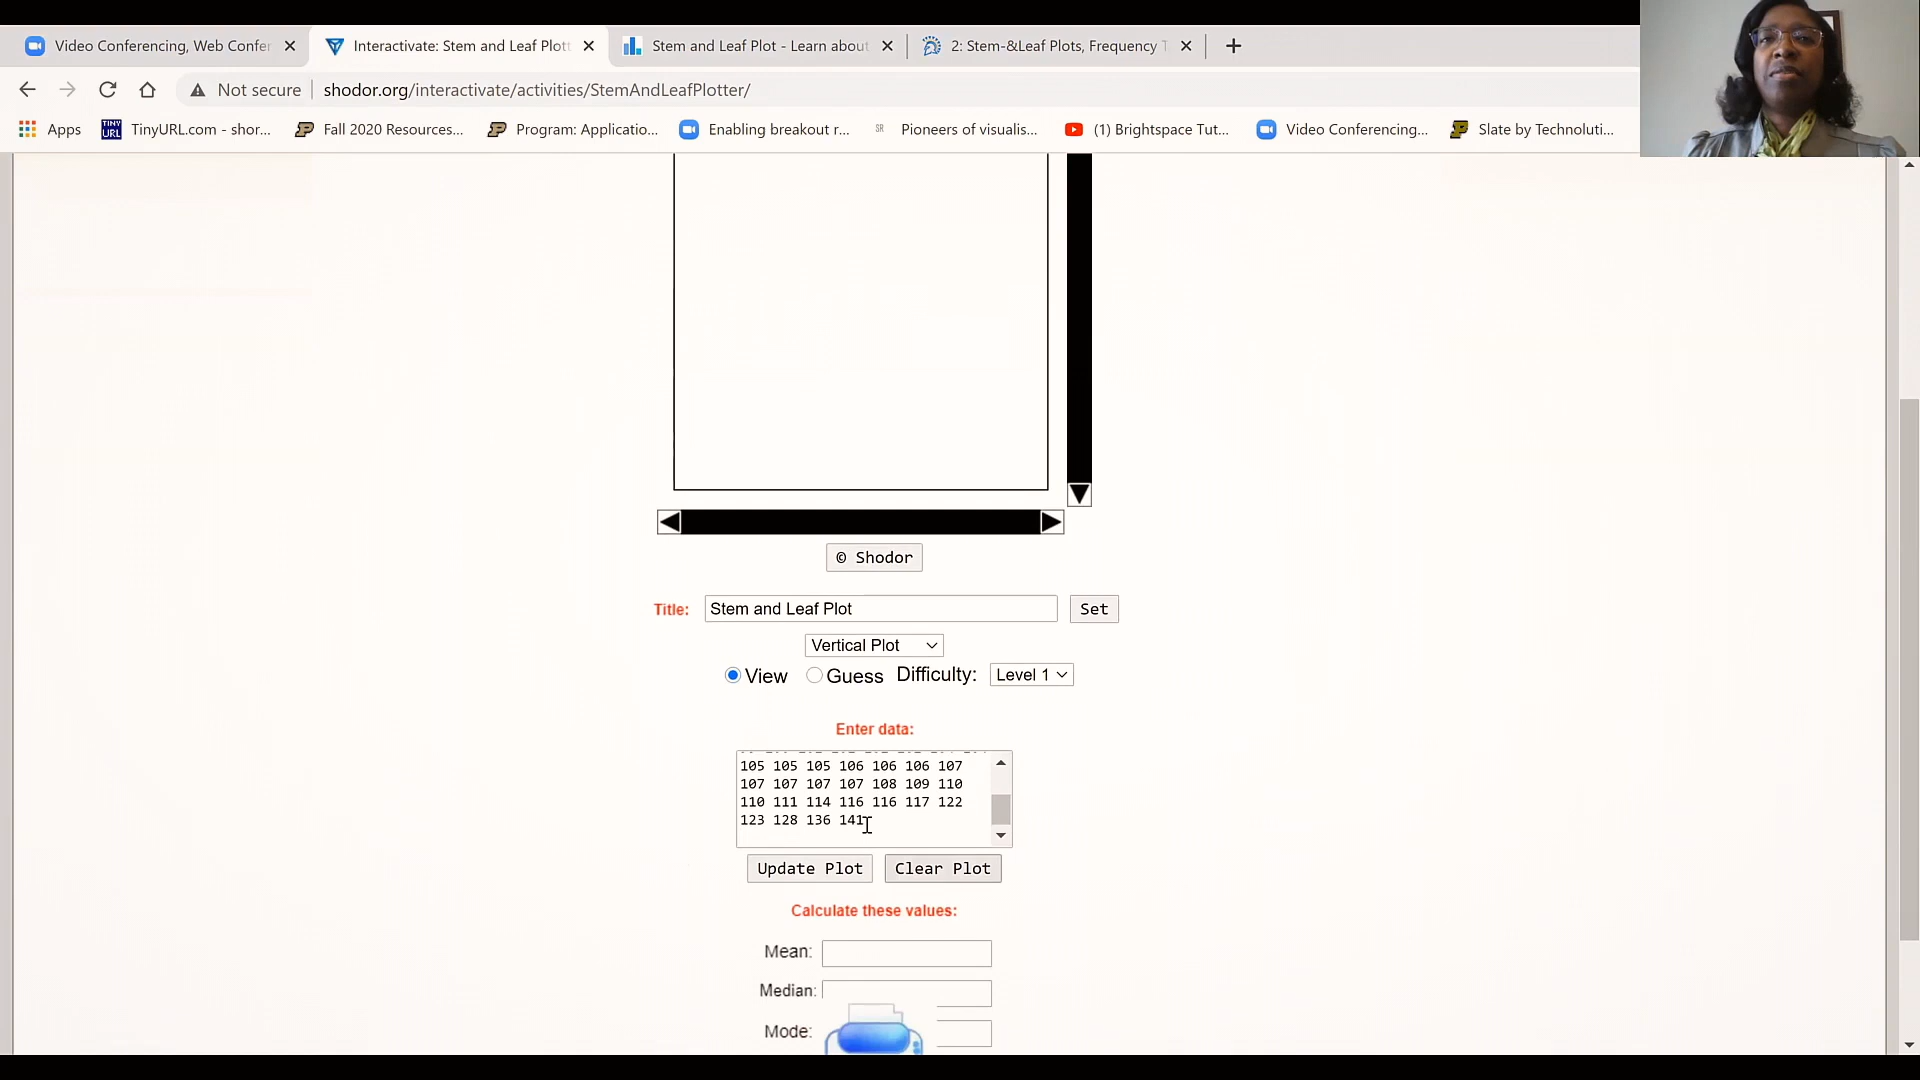 Video Conferencing, Web Confer
Interactivate: Stem and Leaf Plott
Stem and Leaf Plot - Learn about
2: Stem-&Leaf Plots, Frequency T
Not secure
shodor.org/interactivate/activities/StemAndLeafPlotter/
Apps
TINY URL
TinyURL.com - shor...
Fall 2020 Resources...
Program: Applicatio...
Enabling breakout r...
SR
Pioneers of visualis...
(1) Brightspace Tut...
Video Conferencing...
Slate by Technoluti...
© Shodor
Title:
Stem and Leaf Plot
Set
Vertical Plot
View
Guess
Difficulty:
Level 1
Enter data:
105 105 105 106 106 106 107
107 107 107 107 108 109 110
110 111 114 116 116 117 122
123 128 136 141
Update Plot
Clear Plot
Calculate these values:
Mean:
Median:
Mode: